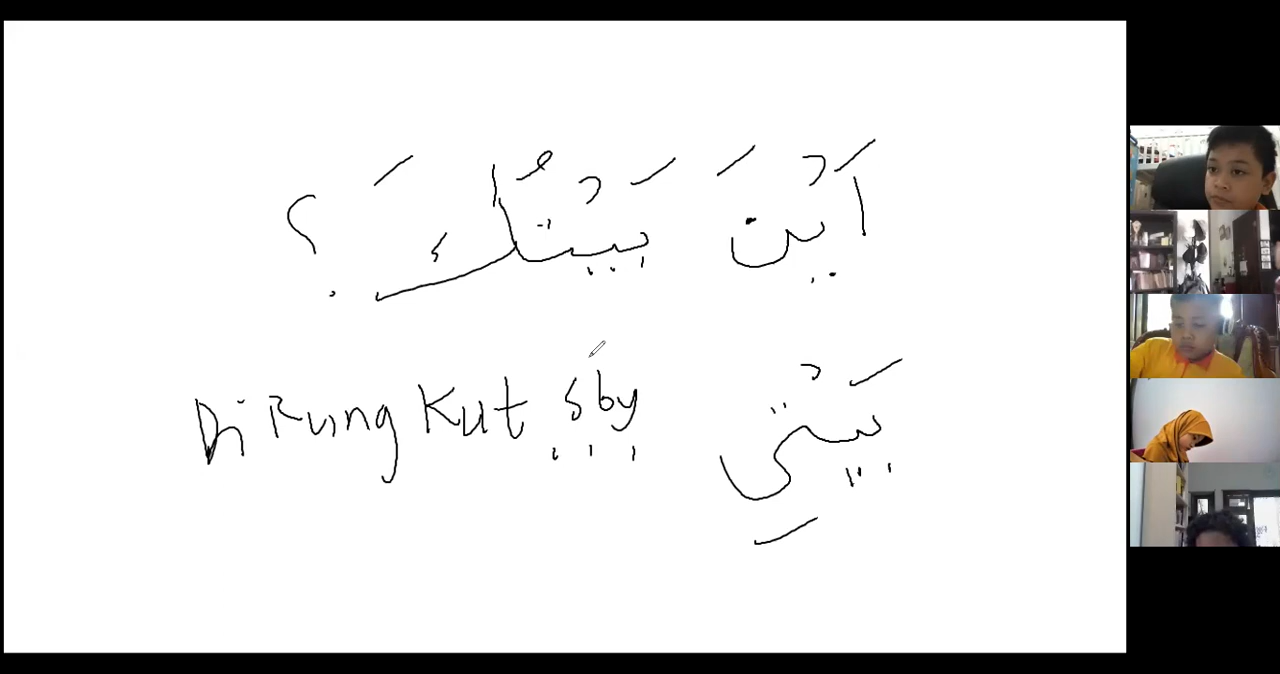 اَيْنَ بَيْتُكَ ؟
بَيْتِي Di Rungkut sby ...